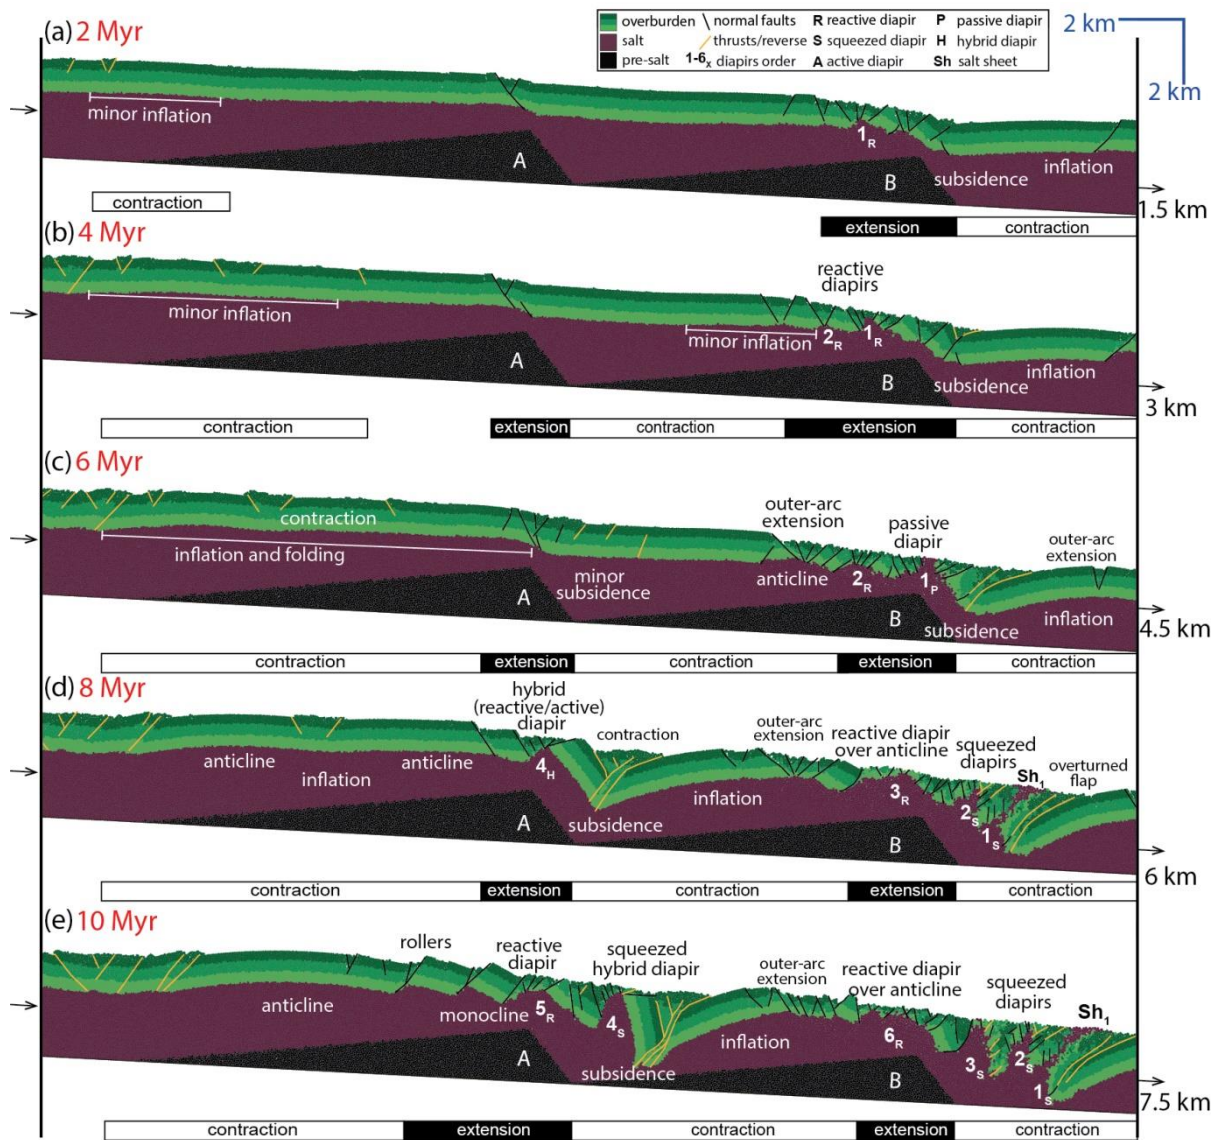 (a) 2 Myr
overburden
normal faults
R reactive diapir
P passive diapir
salt
thrusts/reverse
S squeezed diapir
H hybrid diapir
pre-salt
1-6x diapirs order
A active diapir
Sh salt sheet
2 km
2 km
minor inflation
1R
A
B
subsidence
inflation
contraction
extension
contraction
1.5 km
(b) 4 Myr
reactive
diapirs
minor inflation
minor inflation
2R
1R
A
B
subsidence
inflation
3 km
contraction
extension
contraction
extension
contraction
(c) 6 Myr
contraction
inflation and folding
outer-arc
extension
passive
diapir
outer-arc
extension
minor
subsidence
anticline
2R
1P
A
B
subsidence
inflation
4.5 km
contraction
extension
contraction
extension
contraction
(d) 8 Myr
hybrid
(reactive/active)
diapir
contraction
outer-arc
extension
reactive diapir
over anticline
squeezed
diapirs
Sh1
overturned
flap
anticline
inflation
anticline
4H
inflation
3R
2S
1S
A
subsidence
B
6 km
contraction
extension
contraction
extension
contraction
(e) 10 Myr
rollers
reactive
diapir
squeezed
hybrid diapir
outer-arc
extension
reactive diapir
over anticline
squeezed
diapirs
Sh1
anticline
monocline
5R
4S
inflation
6R
3S
2S
1S
A
subsidence
B
7.5 km
contraction
extension
contraction
extension
contraction